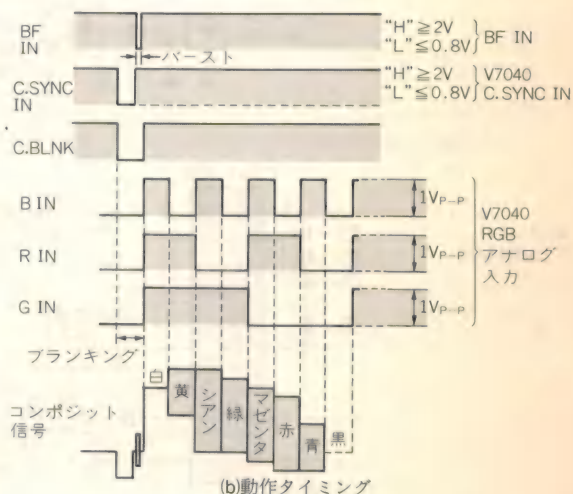 BF
IN
"H"≧2V
"L"≦0.8V
BF IN
バースト
C.SYNC
IN
"H"≧2V
"L"≦0.8V
V7040
C.SYNC IN
C.BLNK
B IN
1VP-P
R IN
1VP-P
G IN
1VP-P
V7040
RGB
アナログ
入力
ブランキング
コンポジット
信号
白
黄
シアン
緑
マゼンタ
赤
青
黒
(b)動作タイミング